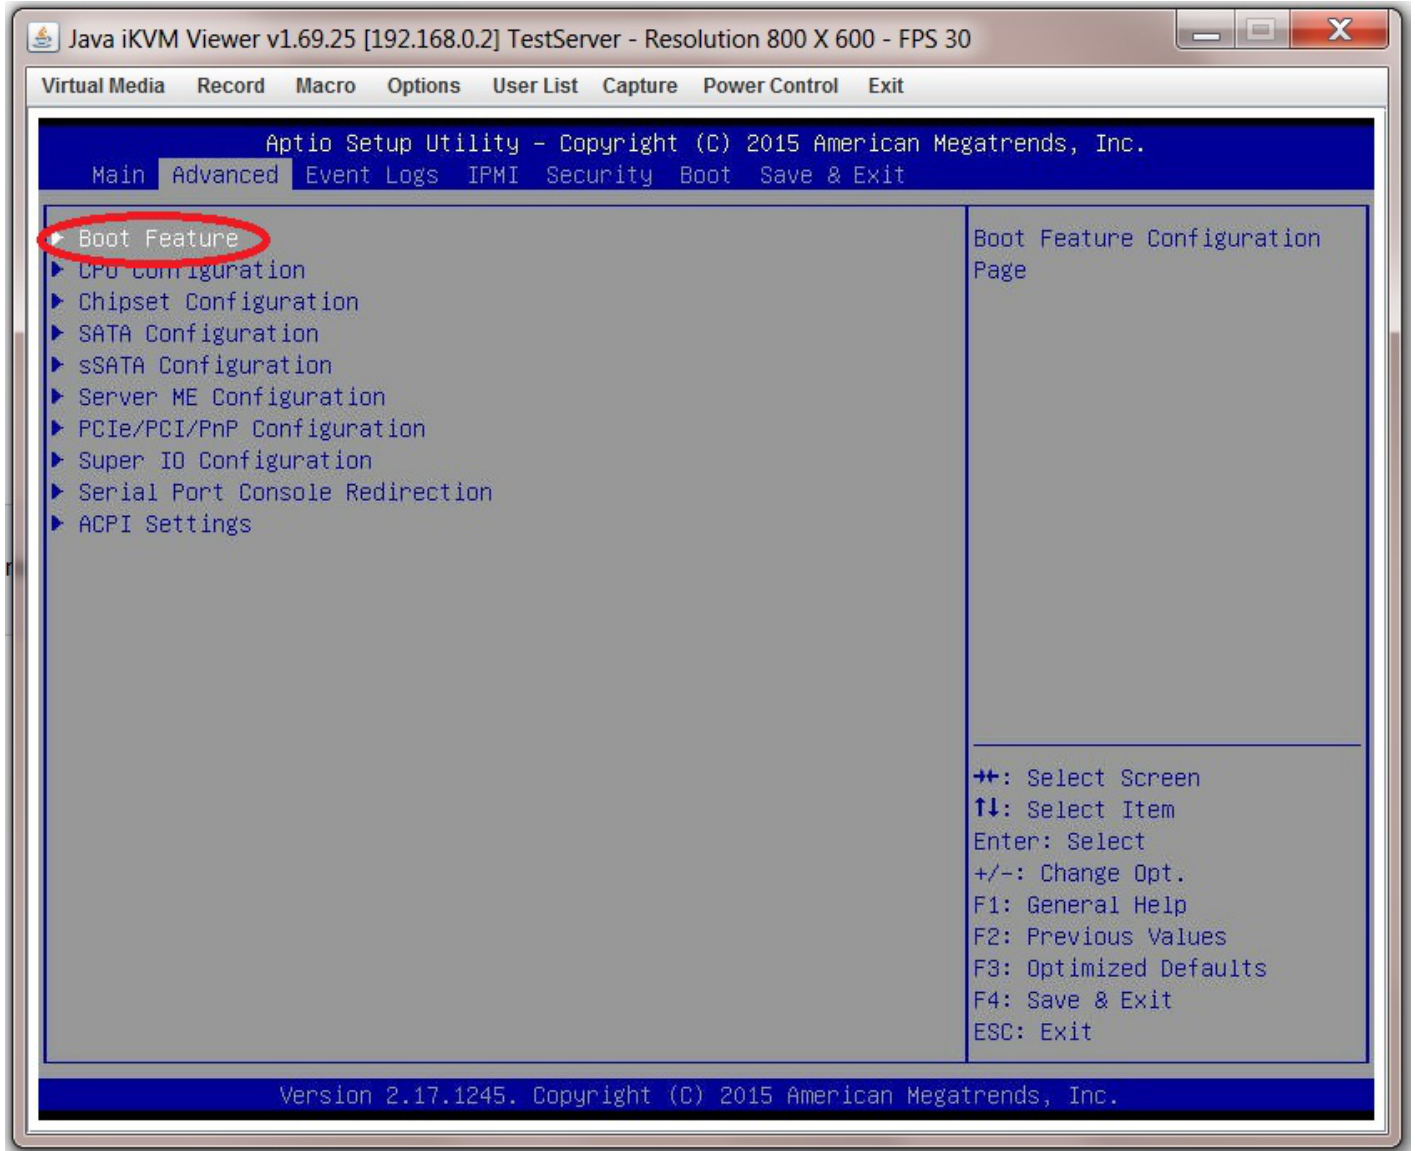 Java iKVM Viewer v1.69.25 [192.168.0.2] TestServer - Resolution 800 X 600 - FPS 30
Virtual Media Record Macro Options User List Capture Power Control Exit
Aptio Setup Utility – Copyright (C) 2015 American Megatrends, Inc.
Main Advanced Event Logs IPMI Security Boot Save & Exit
Boot Feature
CPU Configuration
Chipset Configuration
SATA Configuration
sSATA Configuration
Server ME Configuration
PCIe/PCI/PnP Configuration
Super IO Configuration
Serial Port Console Redirection
ACPI Settings
Boot Feature Configuration
Page
→←: Select Screen
↑↓: Select Item
Enter: Select
+/-: Change Opt.
F1: General Help
F2: Previous Values
F3: Optimized Defaults
F4: Save & Exit
ESC: Exit
Version 2.17.1245. Copyright (C) 2015 American Megatrends, Inc.